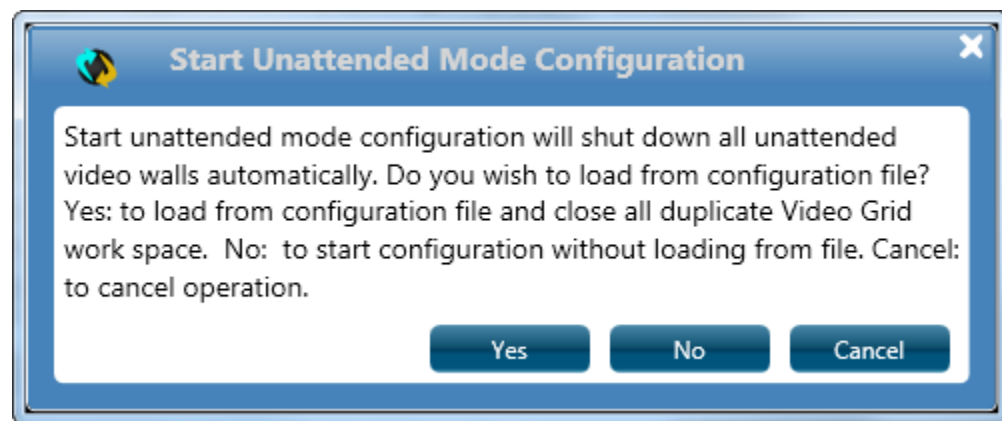 Start Unattended Mode Configuration
Start unattended mode configuration will shut down all unattended
video walls automatically. Do you wish to load from configuration file?
Yes: to load from configuration file and close all duplicate Video Grid
work space.  No:  to start configuration without loading from file. Cancel:
to cancel operation.
Yes No Cancel